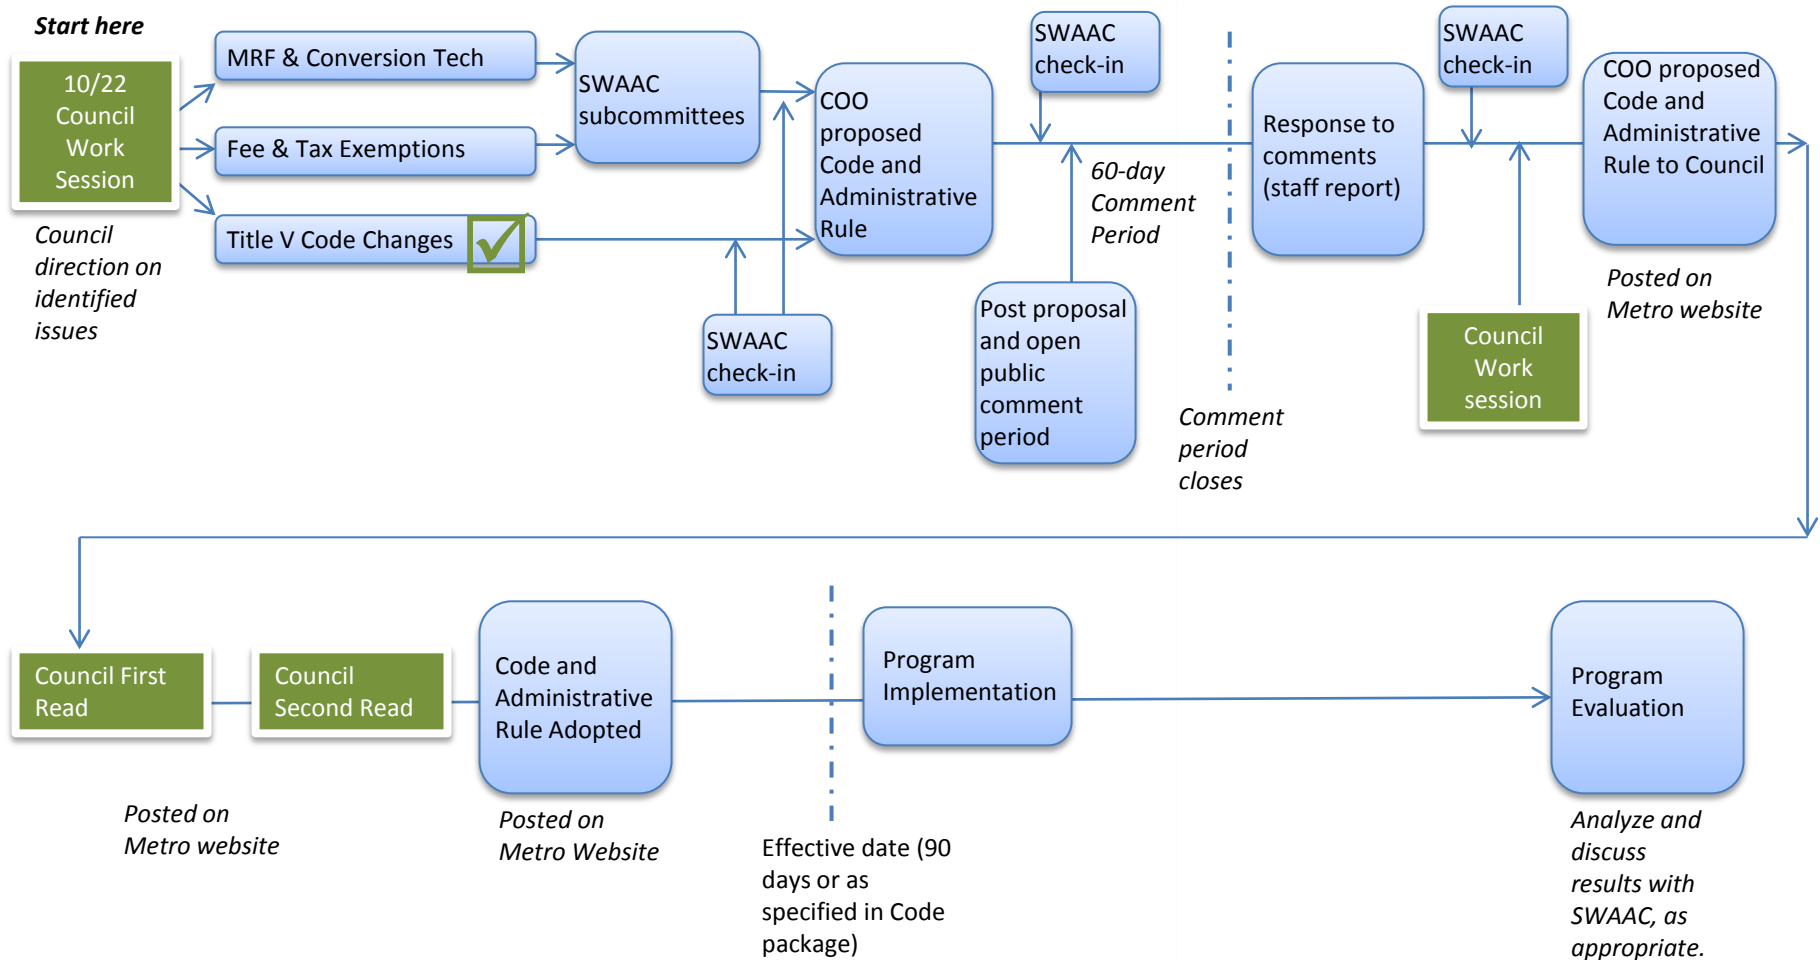 Start here
10/22
Council
Work
Session
Council
direction on
identified
issues
MRF & Conversion Tech
Fee & Tax Exemptions
Title V Code Changes
SWAAC
subcommittees
SWAAC
check-in
COO
proposed
Code and
Administrative
Rule
SWAAC
check-in
60-day
Comment
Period
Post proposal
and open
public
comment
period
Comment
period
closes
Response to
comments
(staff report)
SWAAC
check-in
Council
Work
session
COO proposed
Code and
Administrative
Rule to Council
Posted on
Metro website
Council First
Read
Council
Second Read
Posted on
Metro website
Code and
Administrative
Rule Adopted
Posted on
Metro Website
Effective date (90
days or as
specified in Code
package)
Program
Implementation
Program
Evaluation
Analyze and
discuss
results with
SWAAC, as
appropriate.